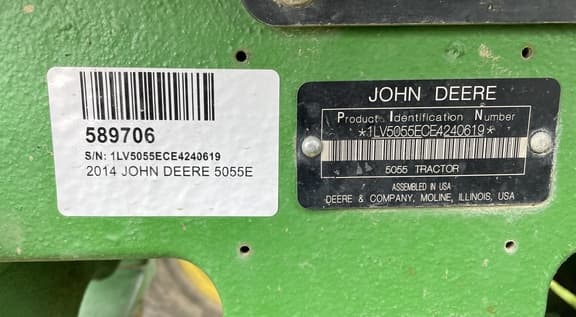 589706
S/N: 1LV5055ECE4240619
2014 JOHN DEERE 5055E
JOHN DEERE
Product Identification Number
*1LV5055ECE4240619*
5055 TRACTOR
ASSEMBLED IN USA
DEERE & COMPANY, MOLINE, ILLINOIS, USA